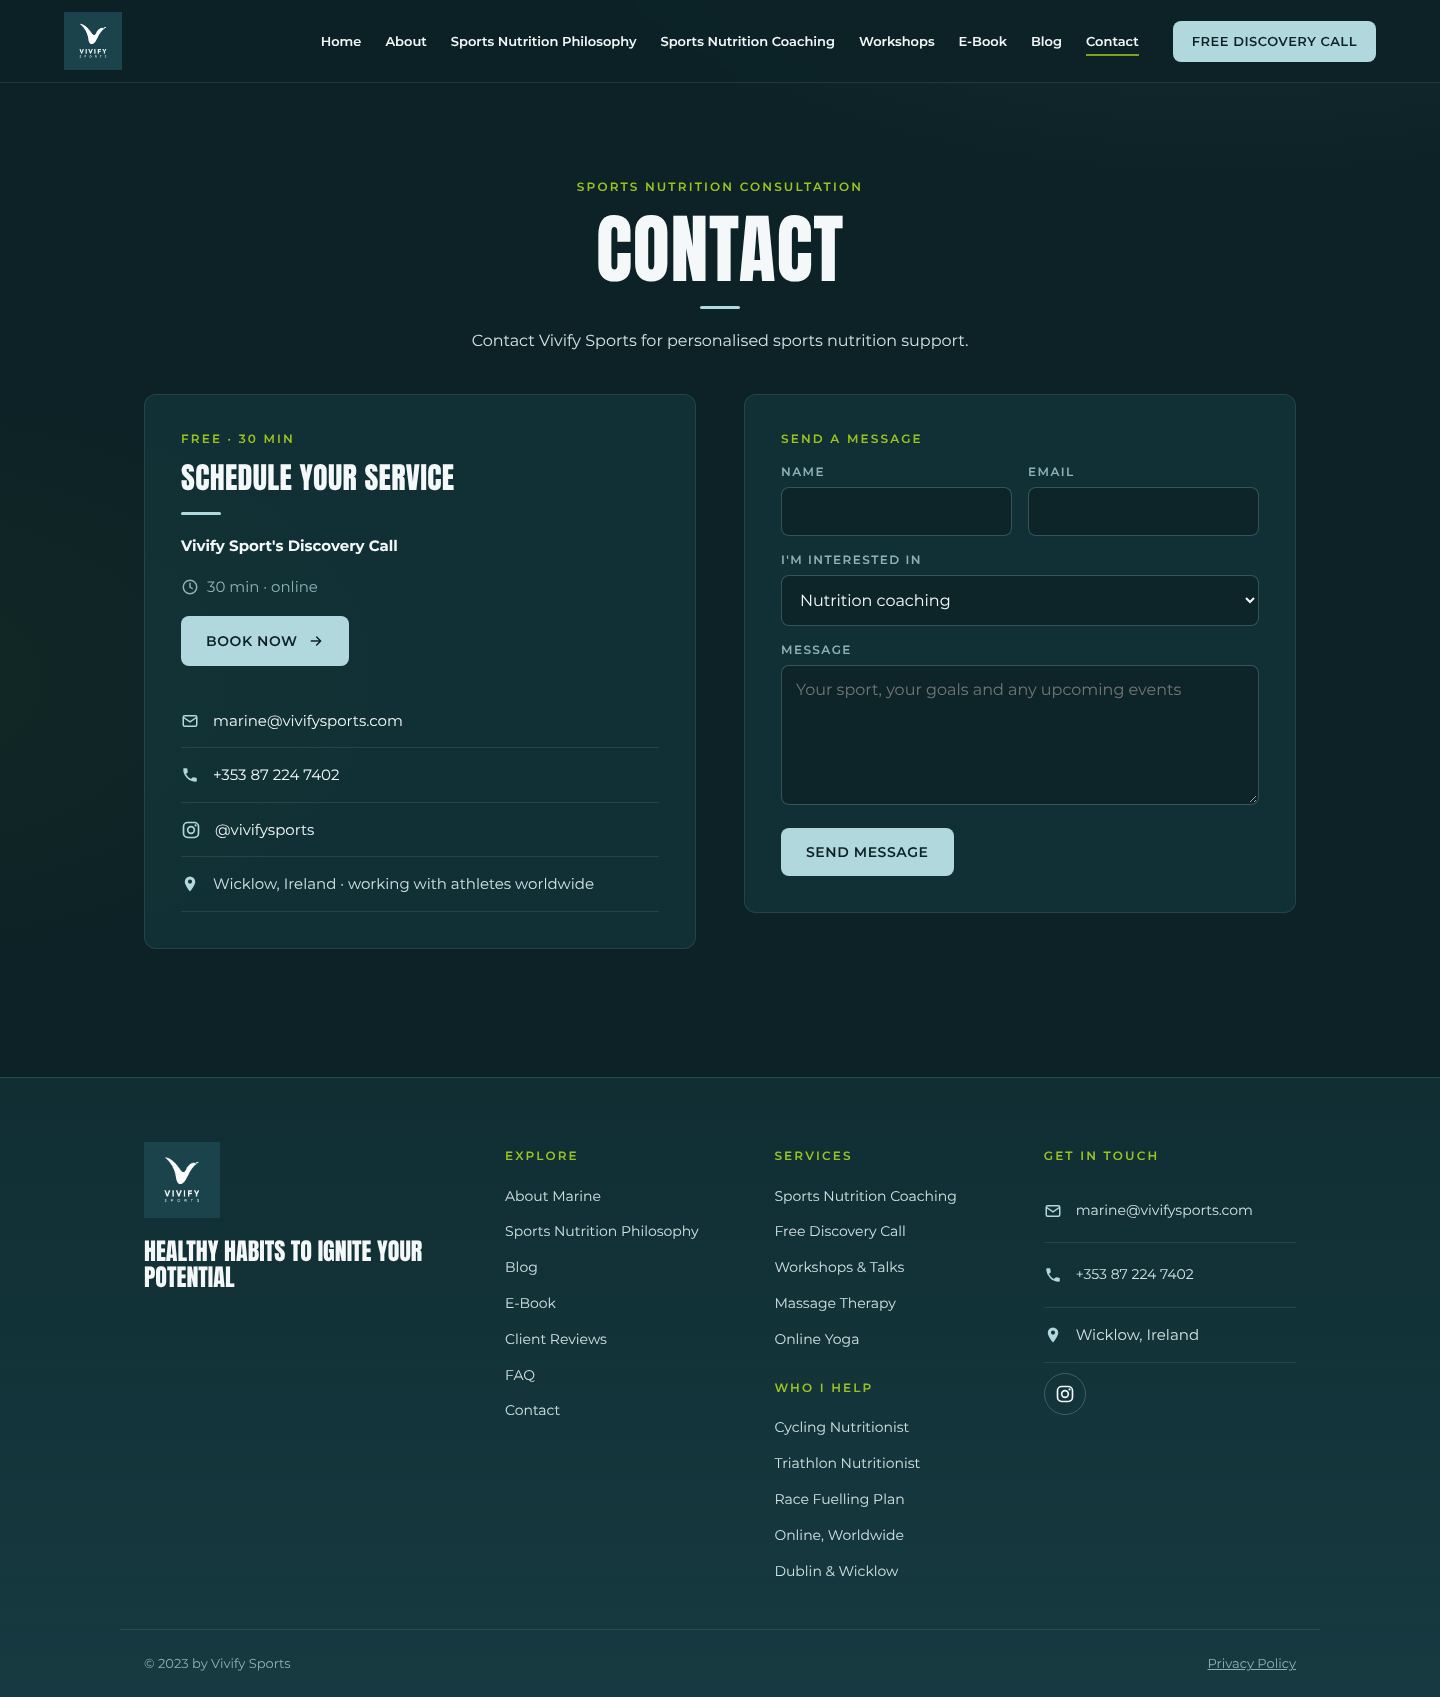 VIVIFY
SPORTS
Home About Sports Nutrition Philosophy Sports Nutrition Coaching Workshops E-Book Blog Contact FREE DISCOVERY CALL
SPORTS NUTRITION CONSULTATION
CONTACT
Contact Vivify Sports for personalised sports nutrition support.
FREE · 30 MIN
SCHEDULE YOUR SERVICE
Vivify Sport's Discovery Call
30 min · online
BOOK NOW →
marine@vivifysports.com
+353 87 224 7402
@vivifysports
Wicklow, Ireland · working with athletes worldwide
SEND A MESSAGE
NAME EMAIL
I'M INTERESTED IN
Nutrition coaching
MESSAGE
Your sport, your goals and any upcoming events
SEND MESSAGE
VIVIFY
SPORTS
HEALTHY HABITS TO IGNITE YOUR
POTENTIAL
EXPLORE
About Marine
Sports Nutrition Philosophy
Blog
E-Book
Client Reviews
FAQ
Contact
SERVICES
Sports Nutrition Coaching
Free Discovery Call
Workshops & Talks
Massage Therapy
Online Yoga
WHO I HELP
Cycling Nutritionist
Triathlon Nutritionist
Race Fuelling Plan
Online, Worldwide
Dublin & Wicklow
GET IN TOUCH
marine@vivifysports.com
+353 87 224 7402
Wicklow, Ireland
© 2023 by Vivify Sports
Privacy Policy